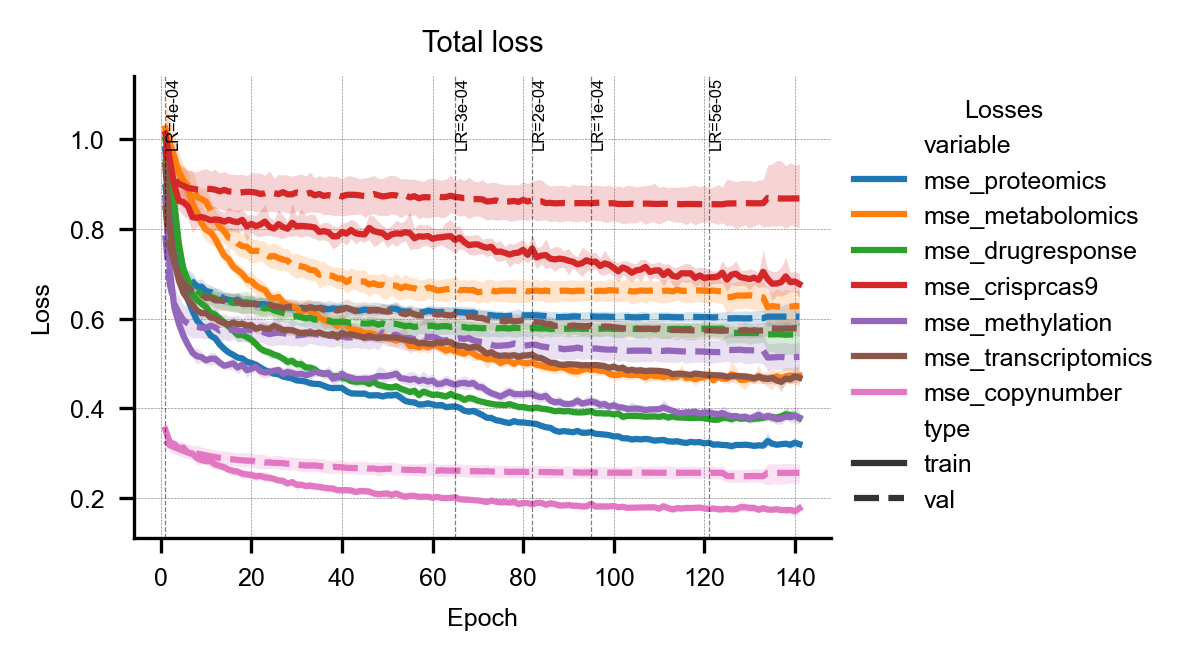 Total loss
LR=4e-04
LR=3e-04
LR=2e-04
LR=1e-04
LR=5e-05
1.0
0.8
0.6
0.4
0.2
Loss
0
20
40
60
80
100
120
140
Epoch
Losses
variable
mse_proteomics
mse_metabolomics
mse_drugresponse
mse_crisprcas9
mse_methylation
mse_transcriptomics
mse_copynumber
type
train
val